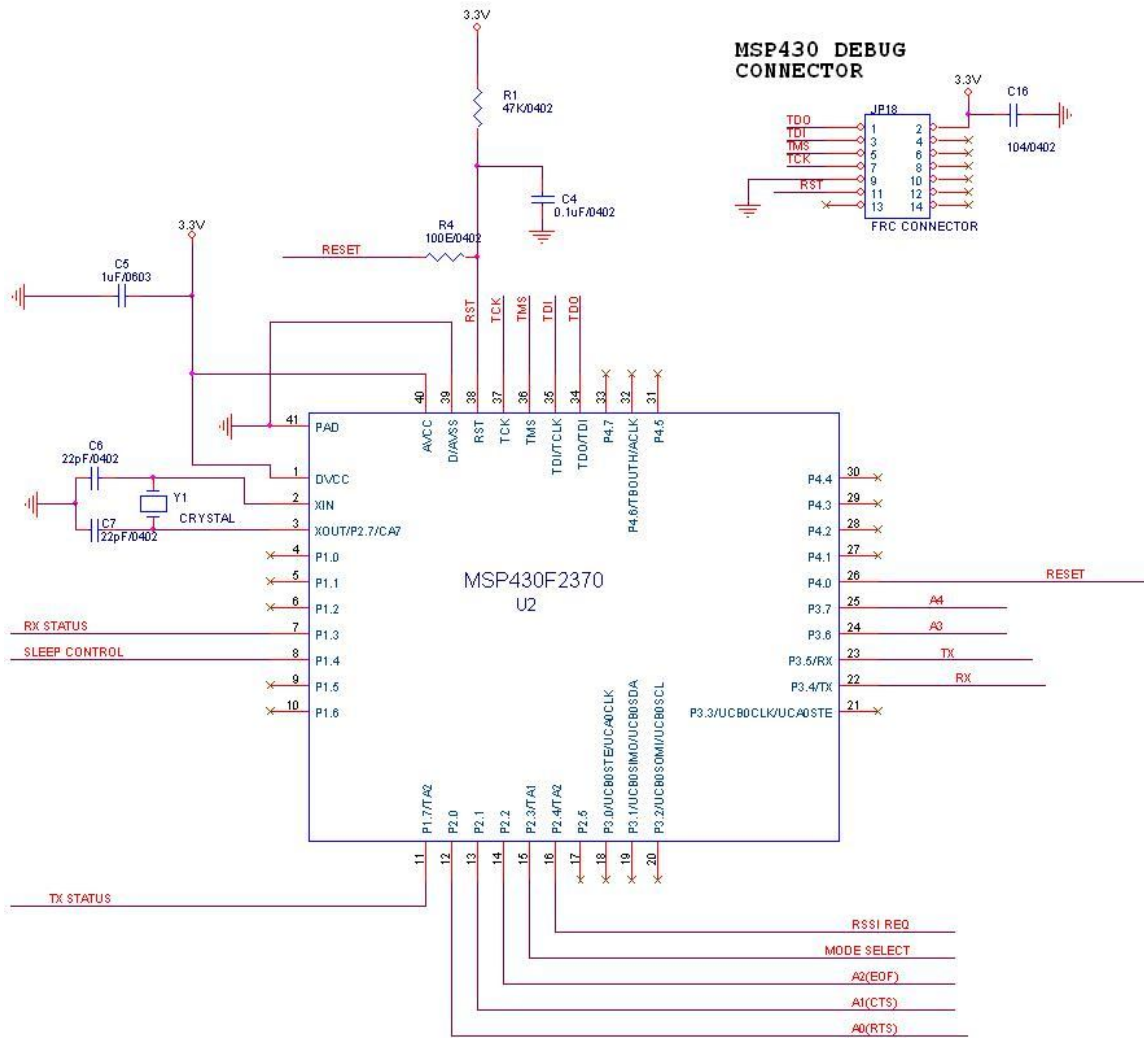 3.3V
R1
47K/0402
C4
0.1uF/0402
R4
100E/0402
RESET
3.3V
C5
1uF/0603
MSP430 DEBUG
CONNECTOR
3.3V
C16
104/0402
JP18
TDO 1 2
TDI 3 4
TMS 5 6
TCK 7 8
9 10
RST 11 12
13 14
FRC CONNECTOR
RST
TCK
TMS
TDI
TDO
40 39 38 37 36 35 34 33 32 31
AVCC
D/AVSS
RST
TCK
TMS
TDI/TCLK
TDO/TDI
P4.7
P4.6/TBOUTH/ACLK
P4.5
41 PAD
C6
22pF/0402
Y1
CRYSTAL
C7
22pF/0402
1 DVCC
2 XIN
3 XOUT/P2.7/CA7
4 P1.0
5 P1.1
6 P1.2
RX STATUS 7 P1.3
SLEEP CONTROL 8 P1.4
9 P1.5
10 P1.6
MSP430F2370
U2
P4.4 30
P4.3 29
P4.2 28
P4.1 27
P4.0 26 RESET
P3.7 25 A4
P3.6 24 A3
P3.5/RX 23 TX
P3.4/TX 22 RX
P3.3/UCB0CLK/UCA0STE 21
P1.7/TA2
P2.0
P2.1
P2.2
P2.3/TA1
P2.4/TA2
P2.5
P3.0/UCB0STE/UCA0CLK
P3.1/UCB0SIMO/UCB0SDA
P3.2/UCB0SOMI/UCB0SCL
11 12 13 14 15 16 17 18 19 20
TX STATUS
RSSI REQ
MODE SELECT
A2(EOF)
A1(CTS)
A0(RTS)